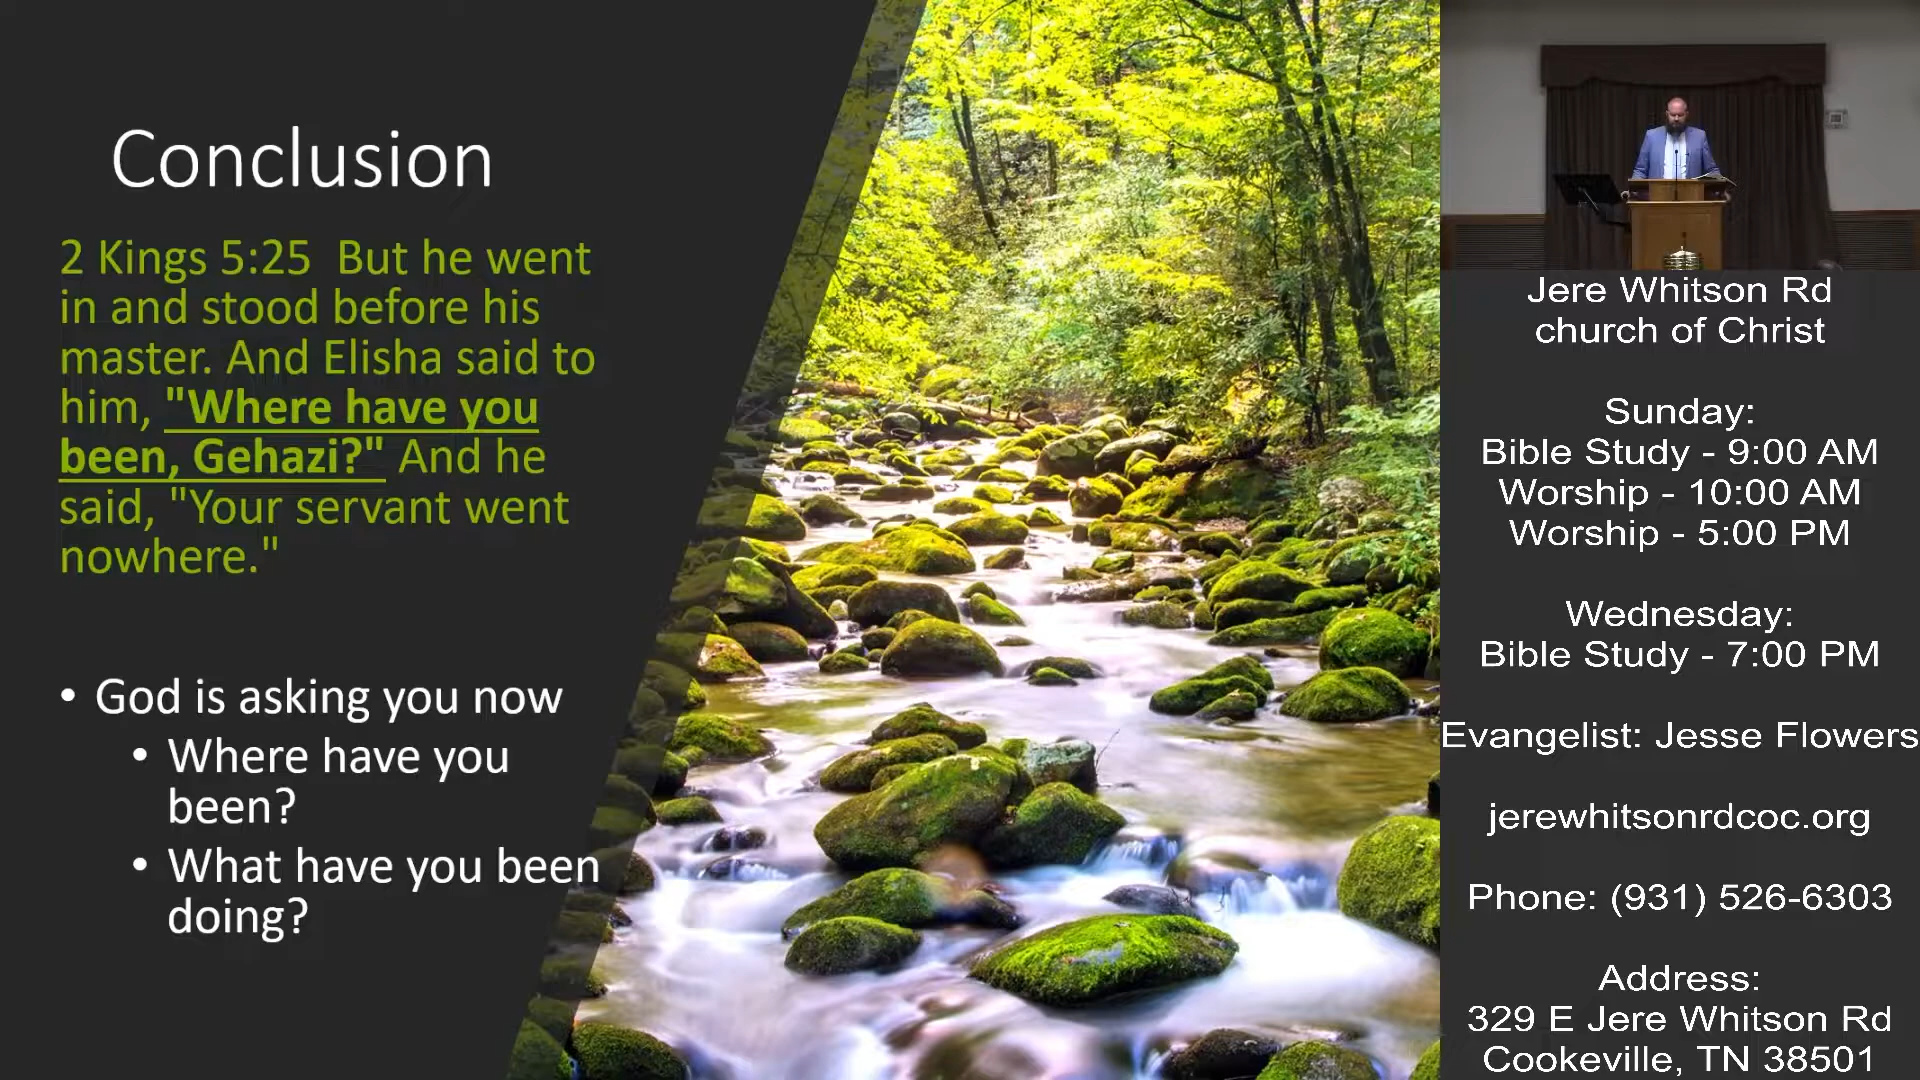 Conclusion
2 Kings 5:25  But he went
in and stood before his
master. And Elisha said to
him, "Where have you
been, Gehazi?" And he
said, "Your servant went
nowhere."
• God is asking you now
• Where have you
been?
• What have you been
doing?
Jere Whitson Rd
church of Christ
Sunday:
Bible Study - 9:00 AM
Worship - 10:00 AM
Worship - 5:00 PM
Wednesday:
Bible Study - 7:00 PM
Evangelist: Jesse Flowers
jerewhitsonrdcoc.org
Phone: (931) 526-6303
Address:
329 E Jere Whitson Rd
Cookeville, TN 38501